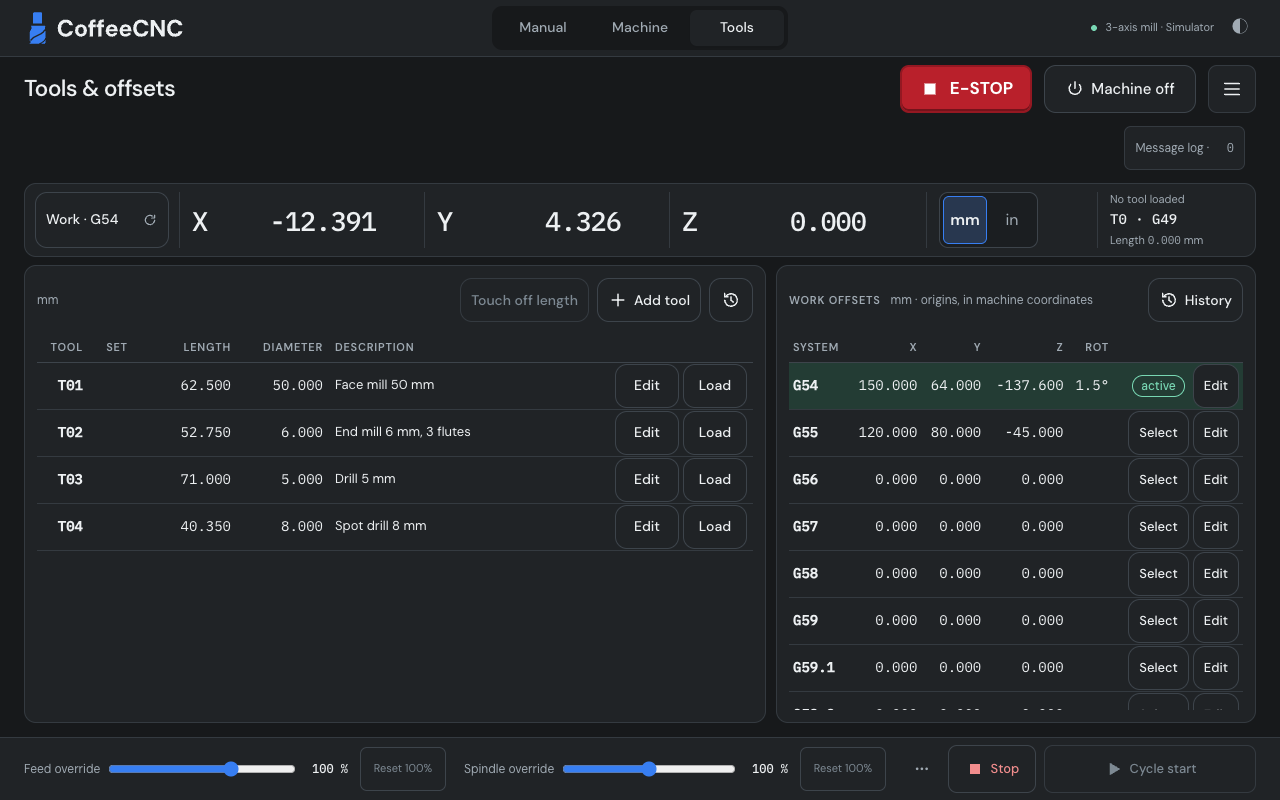 CoffeeCNC
Manual Machine Tools
3-axis mill · Simulator
Tools & offsets
E-STOP
Machine off
Message log · 0
Work · G54
X -12.391
Y 4.326
Z 0.000
mm in
No tool loaded
T0 · G49
Length 0.000 mm
mm
Touch off length
Add tool
TOOL SET LENGTH DIAMETER DESCRIPTION
T01 62.500 50.000 Face mill 50 mm Edit Load
T02 52.750 6.000 End mill 6 mm, 3 flutes Edit Load
T03 71.000 5.000 Drill 5 mm Edit Load
T04 40.350 8.000 Spot drill 8 mm Edit Load
WORK OFFSETS mm · origins, in machine coordinates
History
SYSTEM X Y Z ROT
G54 150.000 64.000 -137.600 1.5° active Edit
G55 120.000 80.000 -45.000 Select Edit
G56 0.000 0.000 0.000 Select Edit
G57 0.000 0.000 0.000 Select Edit
G58 0.000 0.000 0.000 Select Edit
G59 0.000 0.000 0.000 Select Edit
G59.1 0.000 0.000 0.000 Select Edit
Feed override 100 % Reset 100%
Spindle override 100 % Reset 100%
Stop
Cycle start